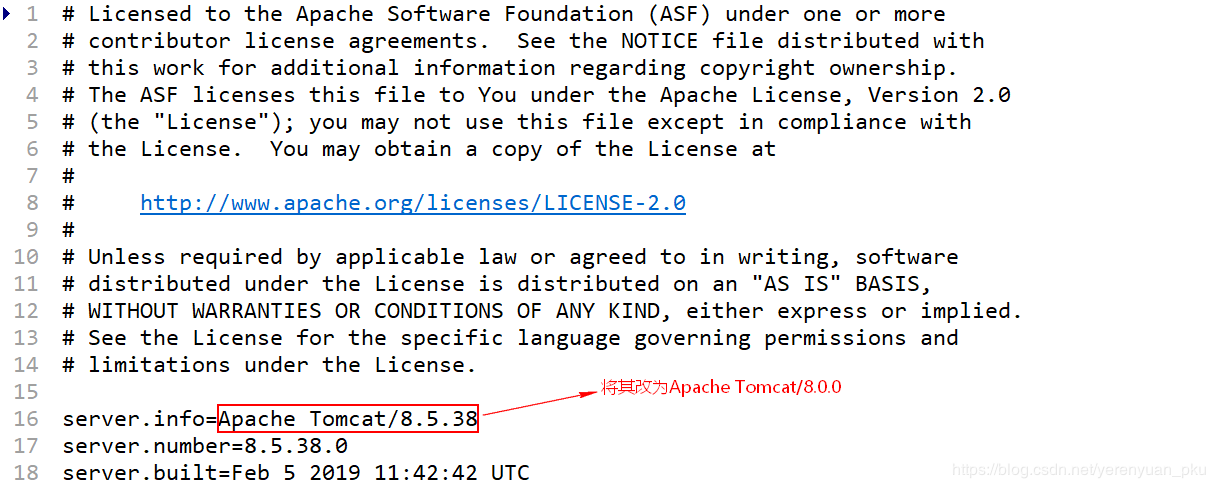 1 # Licensed to the Apache Software Foundation (ASF) under one or more
2 # contributor license agreements.  See the NOTICE file distributed with
3 # this work for additional information regarding copyright ownership.
4 # The ASF licenses this file to You under the Apache License, Version 2.0
5 # (the "License"); you may not use this file except in compliance with
6 # the License.  You may obtain a copy of the License at
7 #
8 #     http://www.apache.org/licenses/LICENSE-2.0
9 #
10 # Unless required by applicable law or agreed to in writing, software
11 # distributed under the License is distributed on an "AS IS" BASIS,
12 # WITHOUT WARRANTIES OR CONDITIONS OF ANY KIND, either express or implied.
13 # See the License for the specific language governing permissions and
14 # limitations under the License.
15
将其改为Apache Tomcat/8.0.0
16 server.info=Apache Tomcat/8.5.38
17 server.number=8.5.38.0
18 server.built=Feb 5 2019 11:42:42 UTC
https://blog.csdn.net/yerenyuan_pku